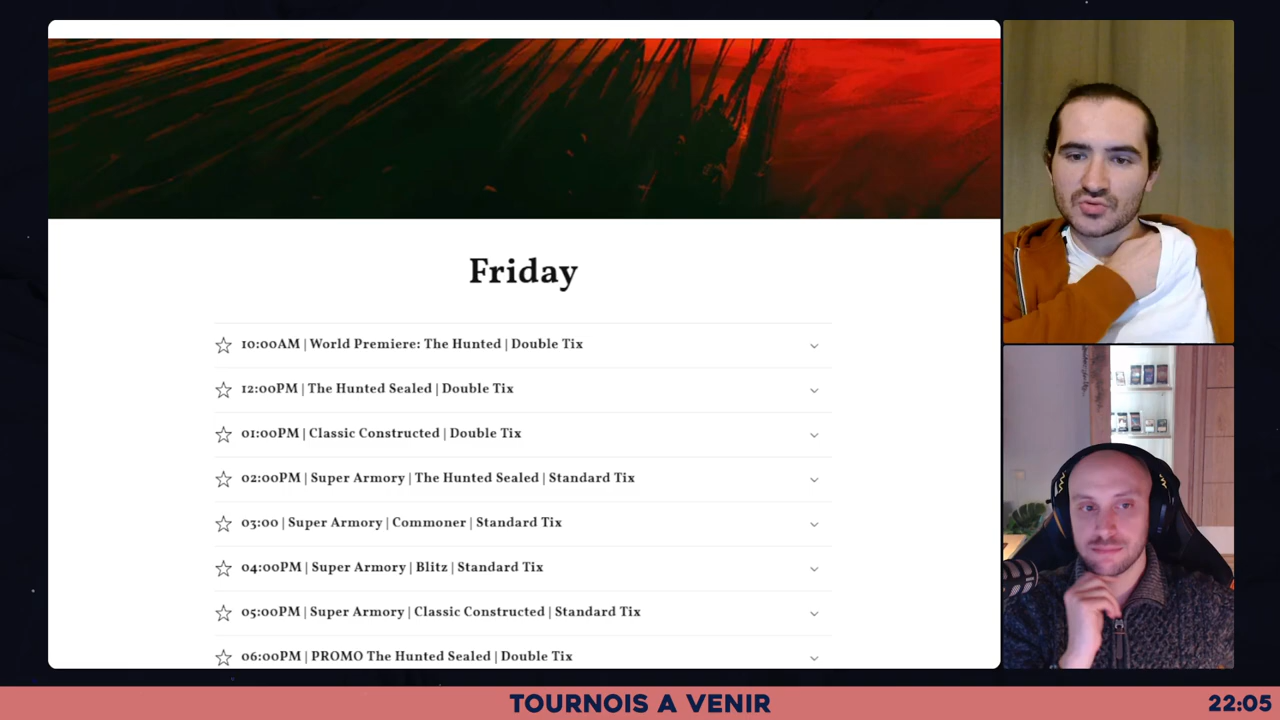 Friday
10:00AM | World Premiere: The Hunted | Double Tix
12:00PM | The Hunted Sealed | Double Tix
01:00PM | Classic Constructed | Double Tix
02:00PM | Super Armory | The Hunted Sealed | Standard Tix
03:00 | Super Armory | Commoner | Standard Tix
04:00PM | Super Armory | Blitz | Standard Tix
05:00PM | Super Armory | Classic Constructed | Standard Tix
06:00PM | PROMO The Hunted Sealed | Double Tix
TOURNOIS A VENIR
22:05